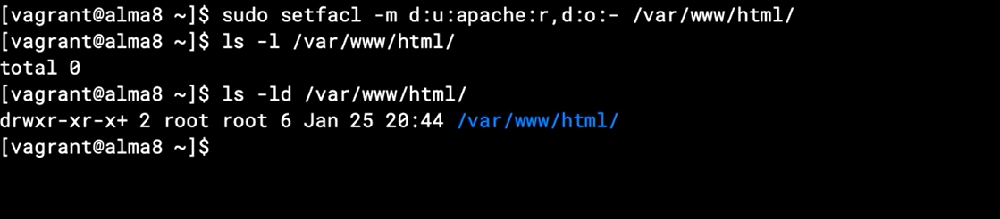 [vagrant@alma8 ~]$ sudo setfacl -m d:u:apache:r,d:o:- /var/www/html/
[vagrant@alma8 ~]$ ls -l /var/www/html/
total 0
[vagrant@alma8 ~]$ ls -ld /var/www/html/
drwxr-xr-x+ 2 root root 6 Jan 25 20:44 /var/www/html/
[vagrant@alma8 ~]$